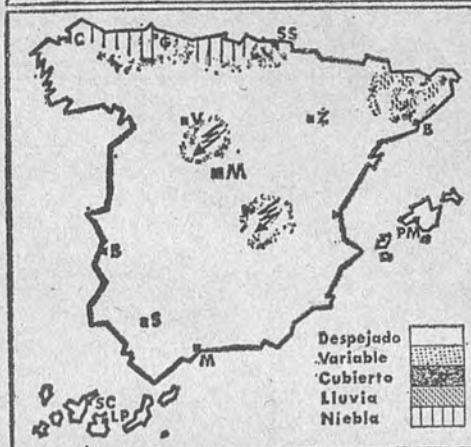 C
G
SS
V
Z
B
M
PM
B
S
M
SC
LP
Despejado
Variable
Cubierto
Lluvia
Niebla